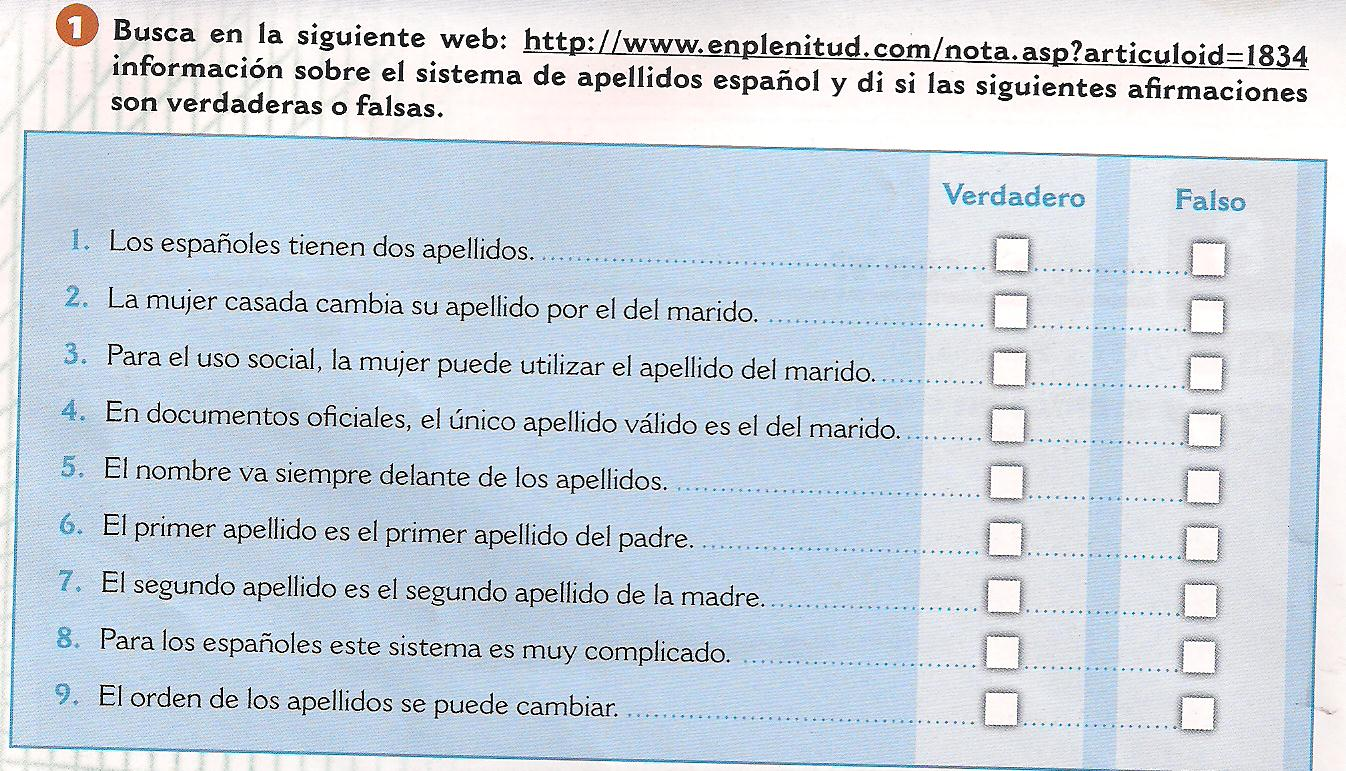 1 Busca en la siguiente web: http://www.enplenitud.com/nota.asp?articuloid=1834
información sobre el sistema de apellidos español y di si las siguientes afirmaciones
son verdaderas o falsas.
Verdadero Falso
1. Los españoles tienen dos apellidos.
2. La mujer casada cambia su apellido por el del marido.
3. Para el uso social, la mujer puede utilizar el apellido del marido.
4. En documentos oficiales, el único apellido válido es el del marido.
5. El nombre va siempre delante de los apellidos.
6. El primer apellido es el primer apellido del padre.
7. El segundo apellido es el segundo apellido de la madre.
8. Para los españoles este sistema es muy complicado.
9. El orden de los apellidos se puede cambiar.